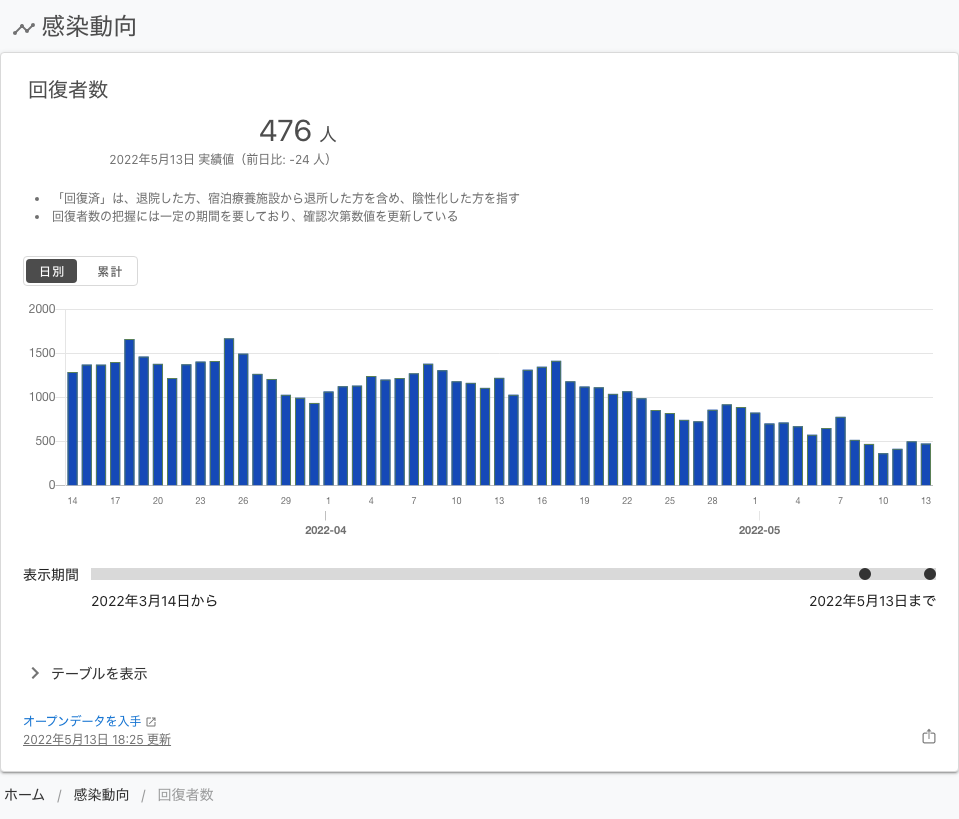 感染動向
回復者数
476 人
2022年5月13日 実績値（前日比: -24 人）
• 「回復済」は、退院した方、宿泊療養施設から退所した方を含め、陰性化した方を指す
• 回復者数の把握には一定の期間を要しており、確認次第数値を更新している
日別 累計
2000
1500
1000
500
0
14 17 20 23 26 29 1 4 7 10 13 16 19 22 25 28 1 4 7 10 13
2022-04 2022-05
表示期間
2022年3月14日から 2022年5月13日まで
テーブルを表示
オープンデータを入手
2022年5月13日 18:25 更新
ホーム / 感染動向 / 回復者数